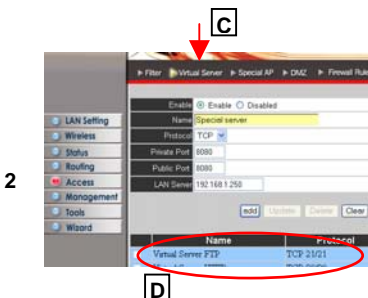 C
Filter Virtual Server Special AP DMZ Firewall Rule
Enable Enable Disabled
Name Special server
Protocol TCP
Private Port 8080
Public Port 8080
LAN Server 192.168.1.250
add Update Delete Clear
LAN Setting
Wireless
Status
Routing
2
Access
Management
Tools
Wizard
Name Protocol
Virtual Server FTP TCP 21/21
D